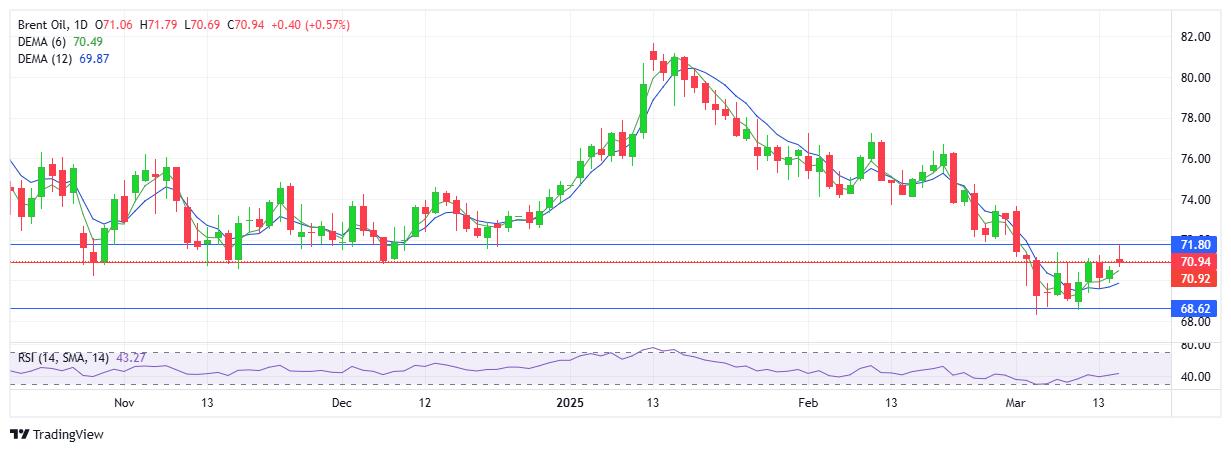 Brent Oil, 1D O71.06 H71.79 L70.69 C70.94 +0.40 (+0.57%)
DEMA (6) 70.49
DEMA (12) 69.87
82.00
80.00
78.00
76.00
74.00
71.80
70.94
70.92
68.62
68.00
RSI (14, SMA, 14) 43.27
40.00
Nov 13 Dec 12 2025 13 Feb 13 Mar 13
TradingView